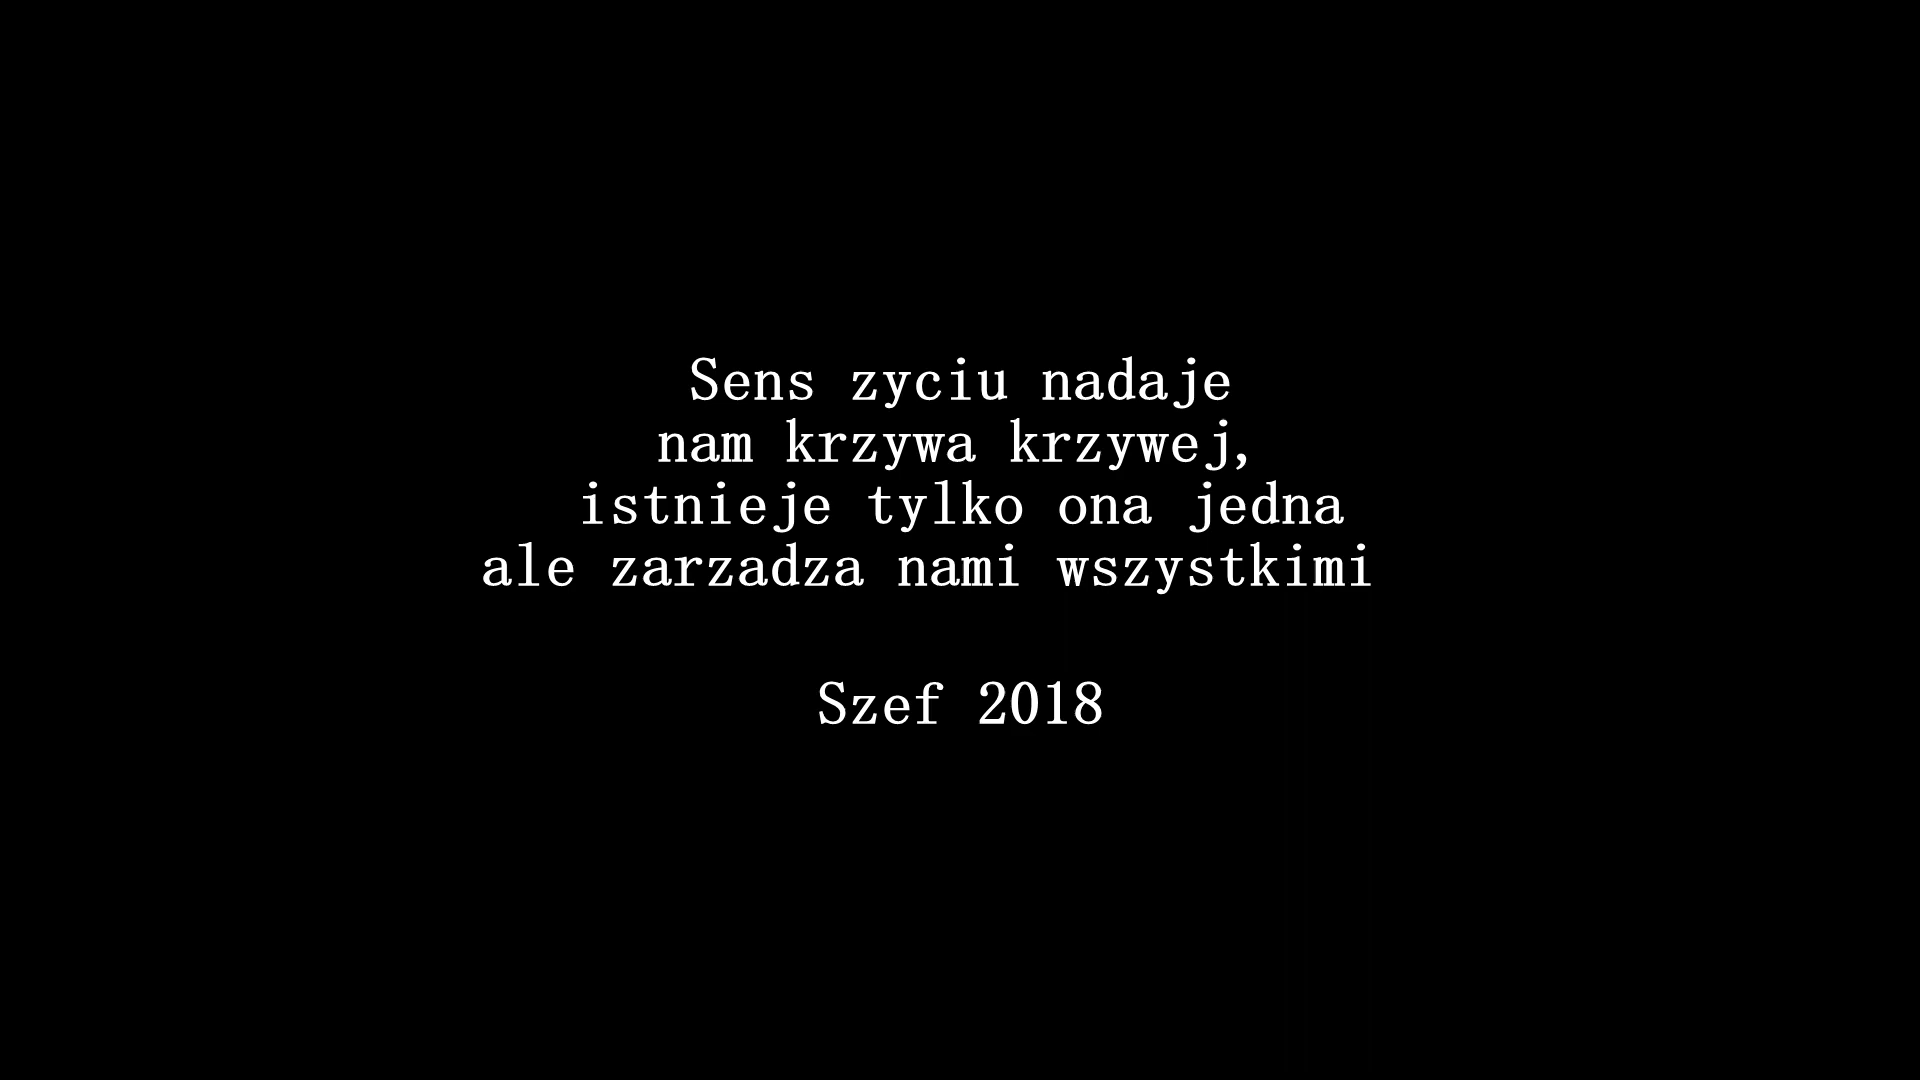 Sens zyciu nadaje
nam krzywa krzywej,
istnieje tylko ona jedna
ale zarzadza nami wszystkimi
Szef 2018